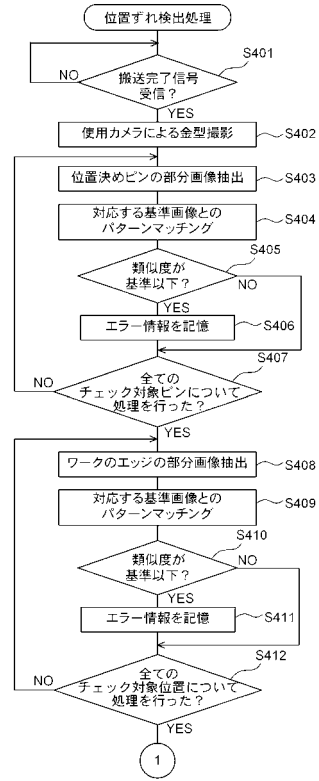 位置ずれ検出処理
S401
搬送完了信号
受信？
NO
YES
使用カメラによる金型撮影
S402
位置決めピンの部分画像抽出
S403
対応する基準画像との
パターンマッチング
S404
類似度が
基準以下？
S405
NO
YES
エラー情報を記憶
S406
全ての
チェック対象ピンについて
処理を行った？
S407
NO
YES
ワークのエッジの部分画像抽出
S408
対応する基準画像との
パターンマッチング
S409
類似度が
基準以下？
S410
NO
YES
エラー情報を記憶
S411
全ての
チェック対象位置について
処理を行った？
S412
NO
YES
1